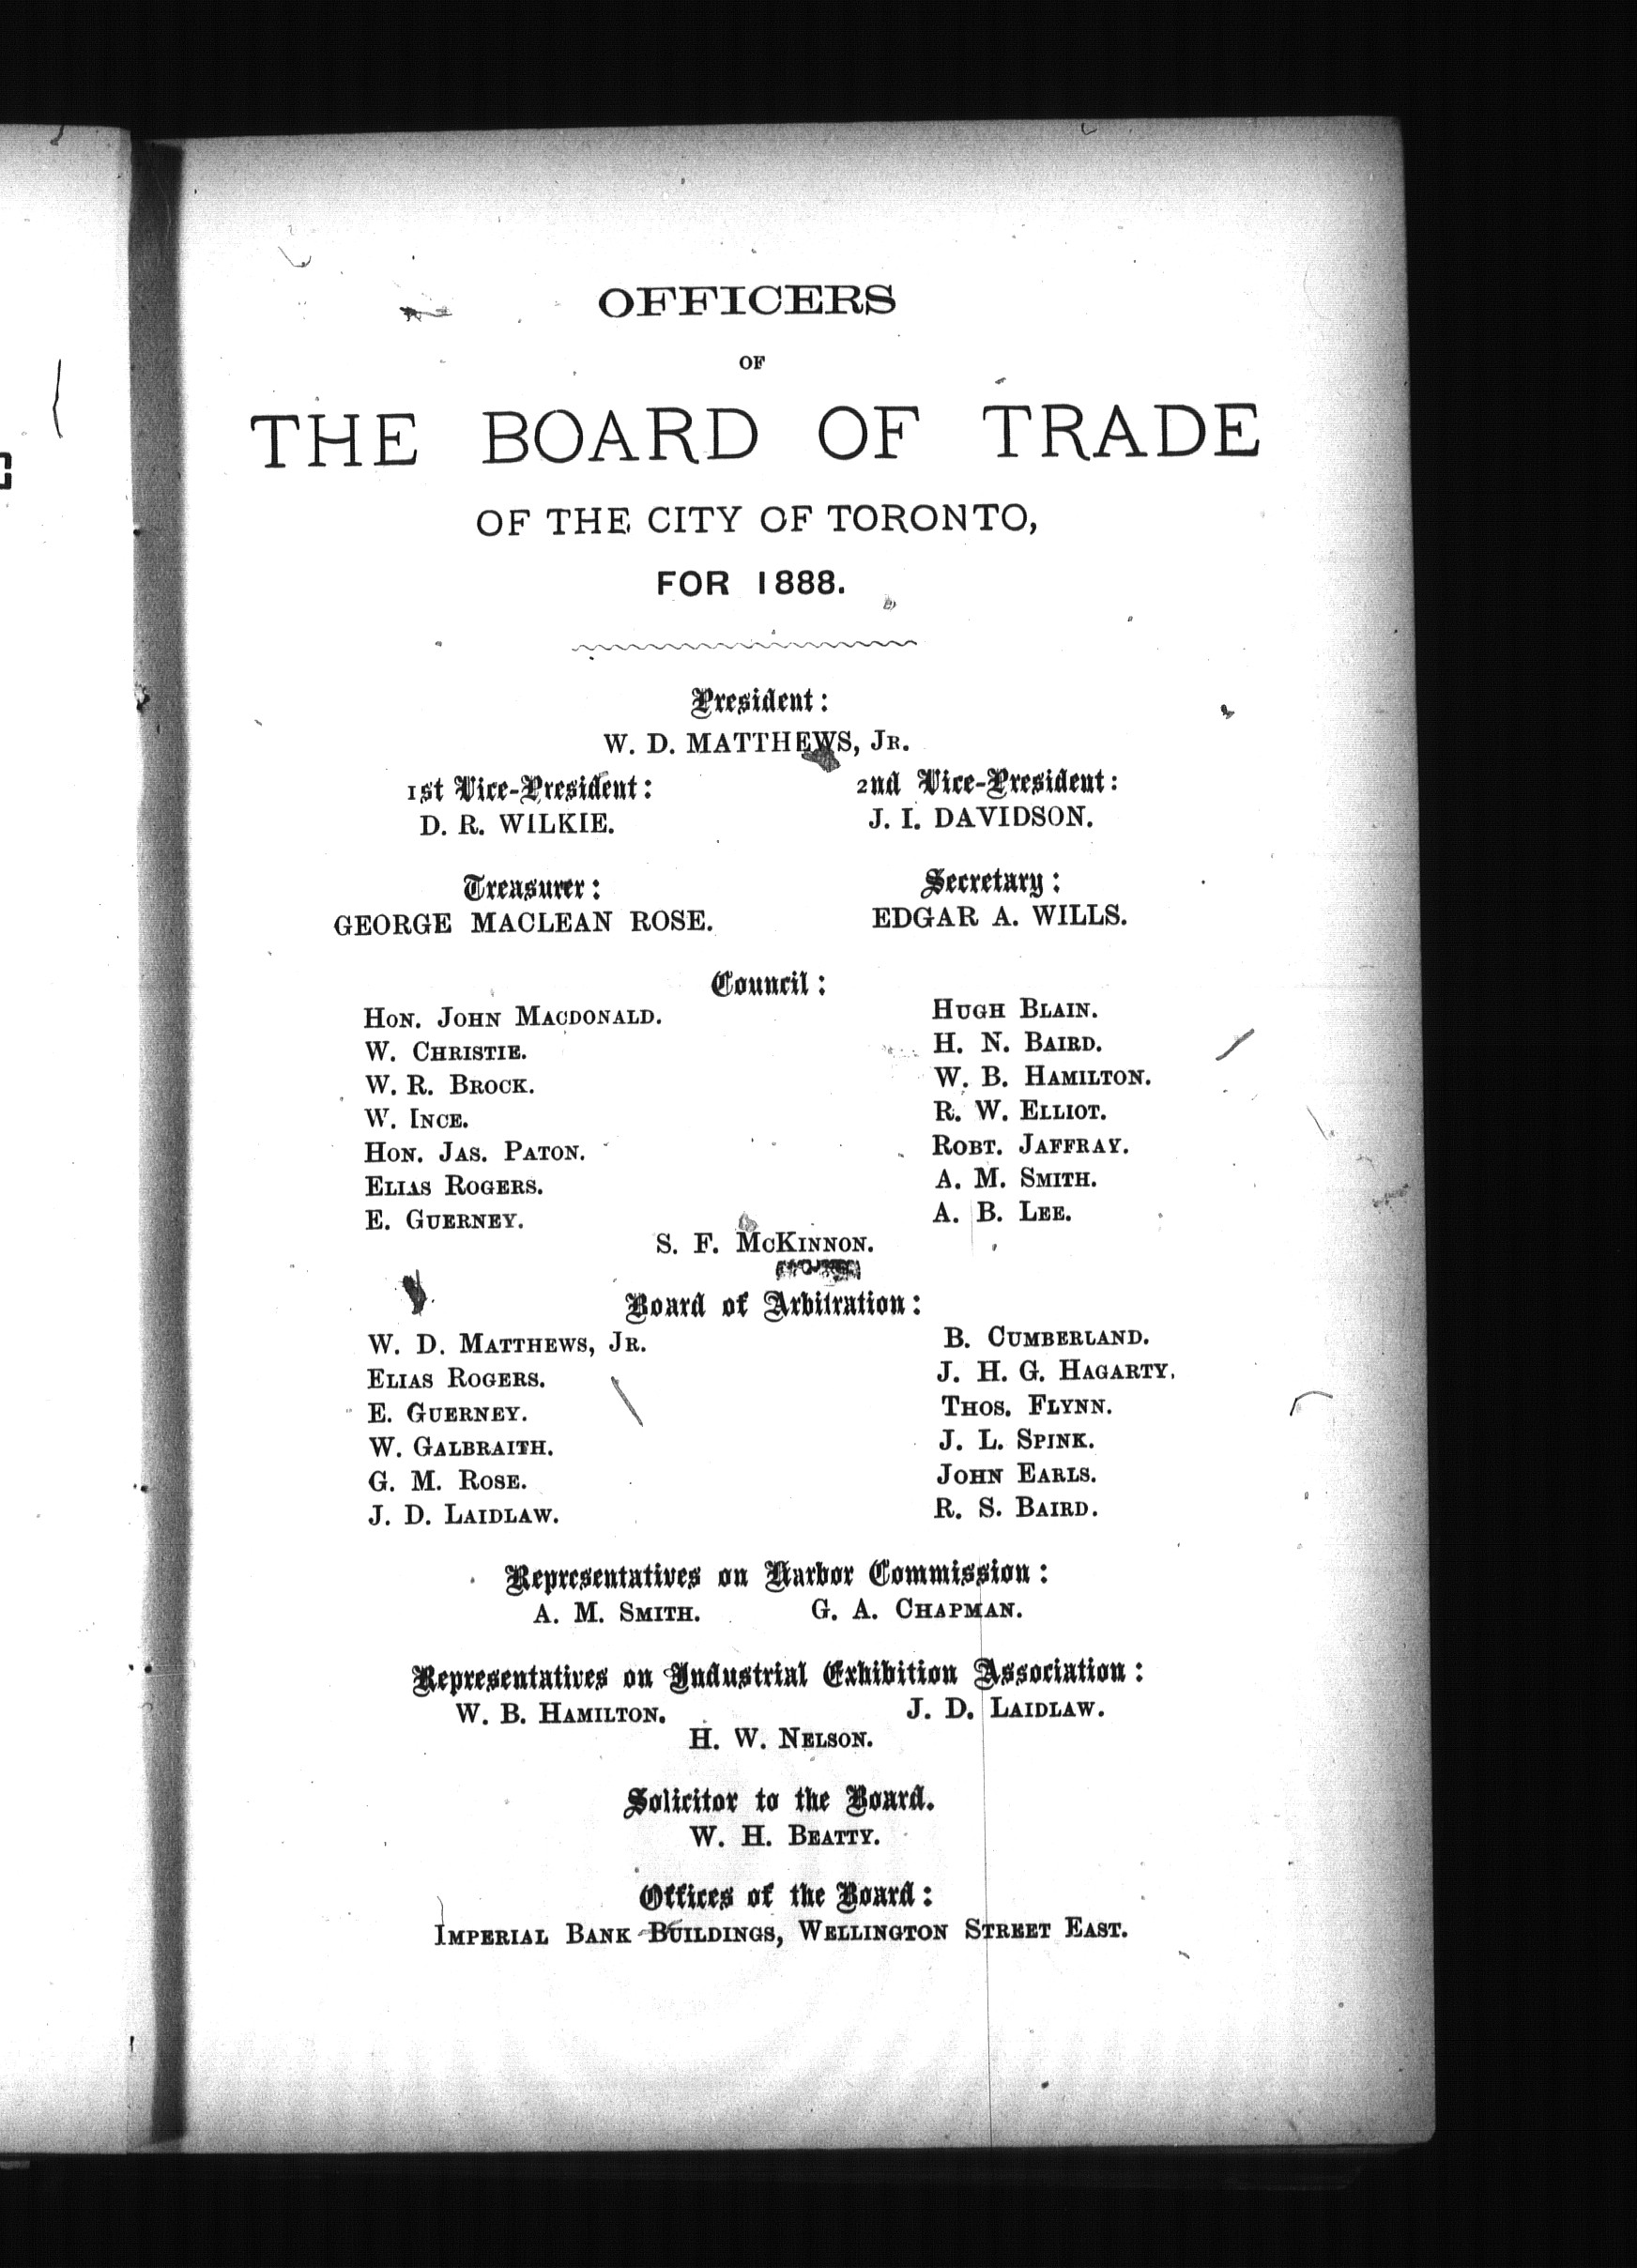 OFFICERS
OF
THE BOARD OF TRADE
OF THE CITY OF TORONTO,
FOR 1888.
President:
W. D. MATTHEWS, JR.
1st Vice-President: 2nd Vice-President:
D. R. WILKIE. J. I. DAVIDSON.
Treasurer: Secretary:
GEORGE MACLEAN ROSE. EDGAR A. WILLS.
Council:
HON. JOHN MACDONALD. HUGH BLAIN.
W. CHRISTIE. H. N. BAIRD.
W. R. BROCK. W. B. HAMILTON.
W. INCE. R. W. ELLIOT.
HON. JAS. PATON. ROBT. JAFFRAY.
ELIAS ROGERS. A. M. SMITH.
E. GUERNEY. A. B. LEE.
S. F. MCKINNON.
Board of Arbitration:
W. D. MATTHEWS, JR. B. CUMBERLAND.
ELIAS ROGERS. J. H. G. HAGARTY.
E. GUERNEY. THOS. FLYNN.
W. GALBRAITH. J. L. SPINK.
G. M. ROSE. JOHN EARLS.
J. D. LAIDLAW. R. S. BAIRD.
Representatives on Harbor Commission:
A. M. SMITH. G. A. CHAPMAN.
Representatives on Industrial Exhibition Association:
W. B. HAMILTON. J. D. LAIDLAW.
H. W. NELSON.
Solicitor to the Board.
W. H. BEATTY.
Offices of the Board:
IMPERIAL BANK BUILDINGS, WELLINGTON STREET EAST.